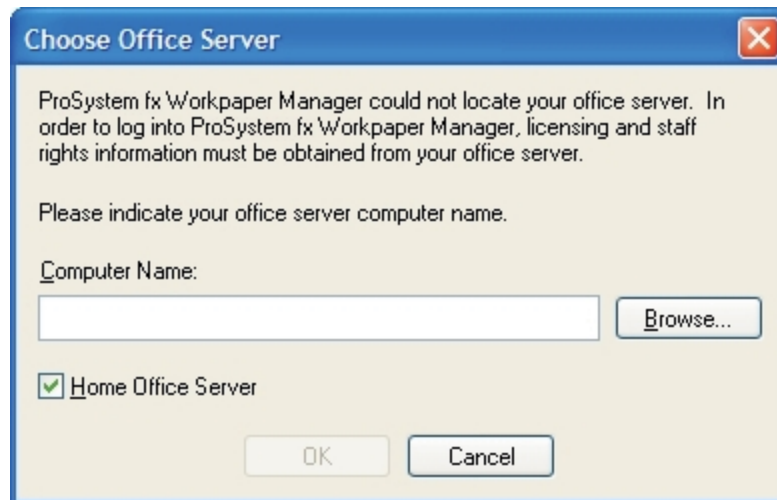 Choose Office Server
ProSystem fx Workpaper Manager could not locate your office server. In
order to log into ProSystem fx Workpaper Manager, licensing and staff
rights information must be obtained from your office server.
Please indicate your office server computer name.
Computer Name:
Browse...
Home Office Server
OK
Cancel